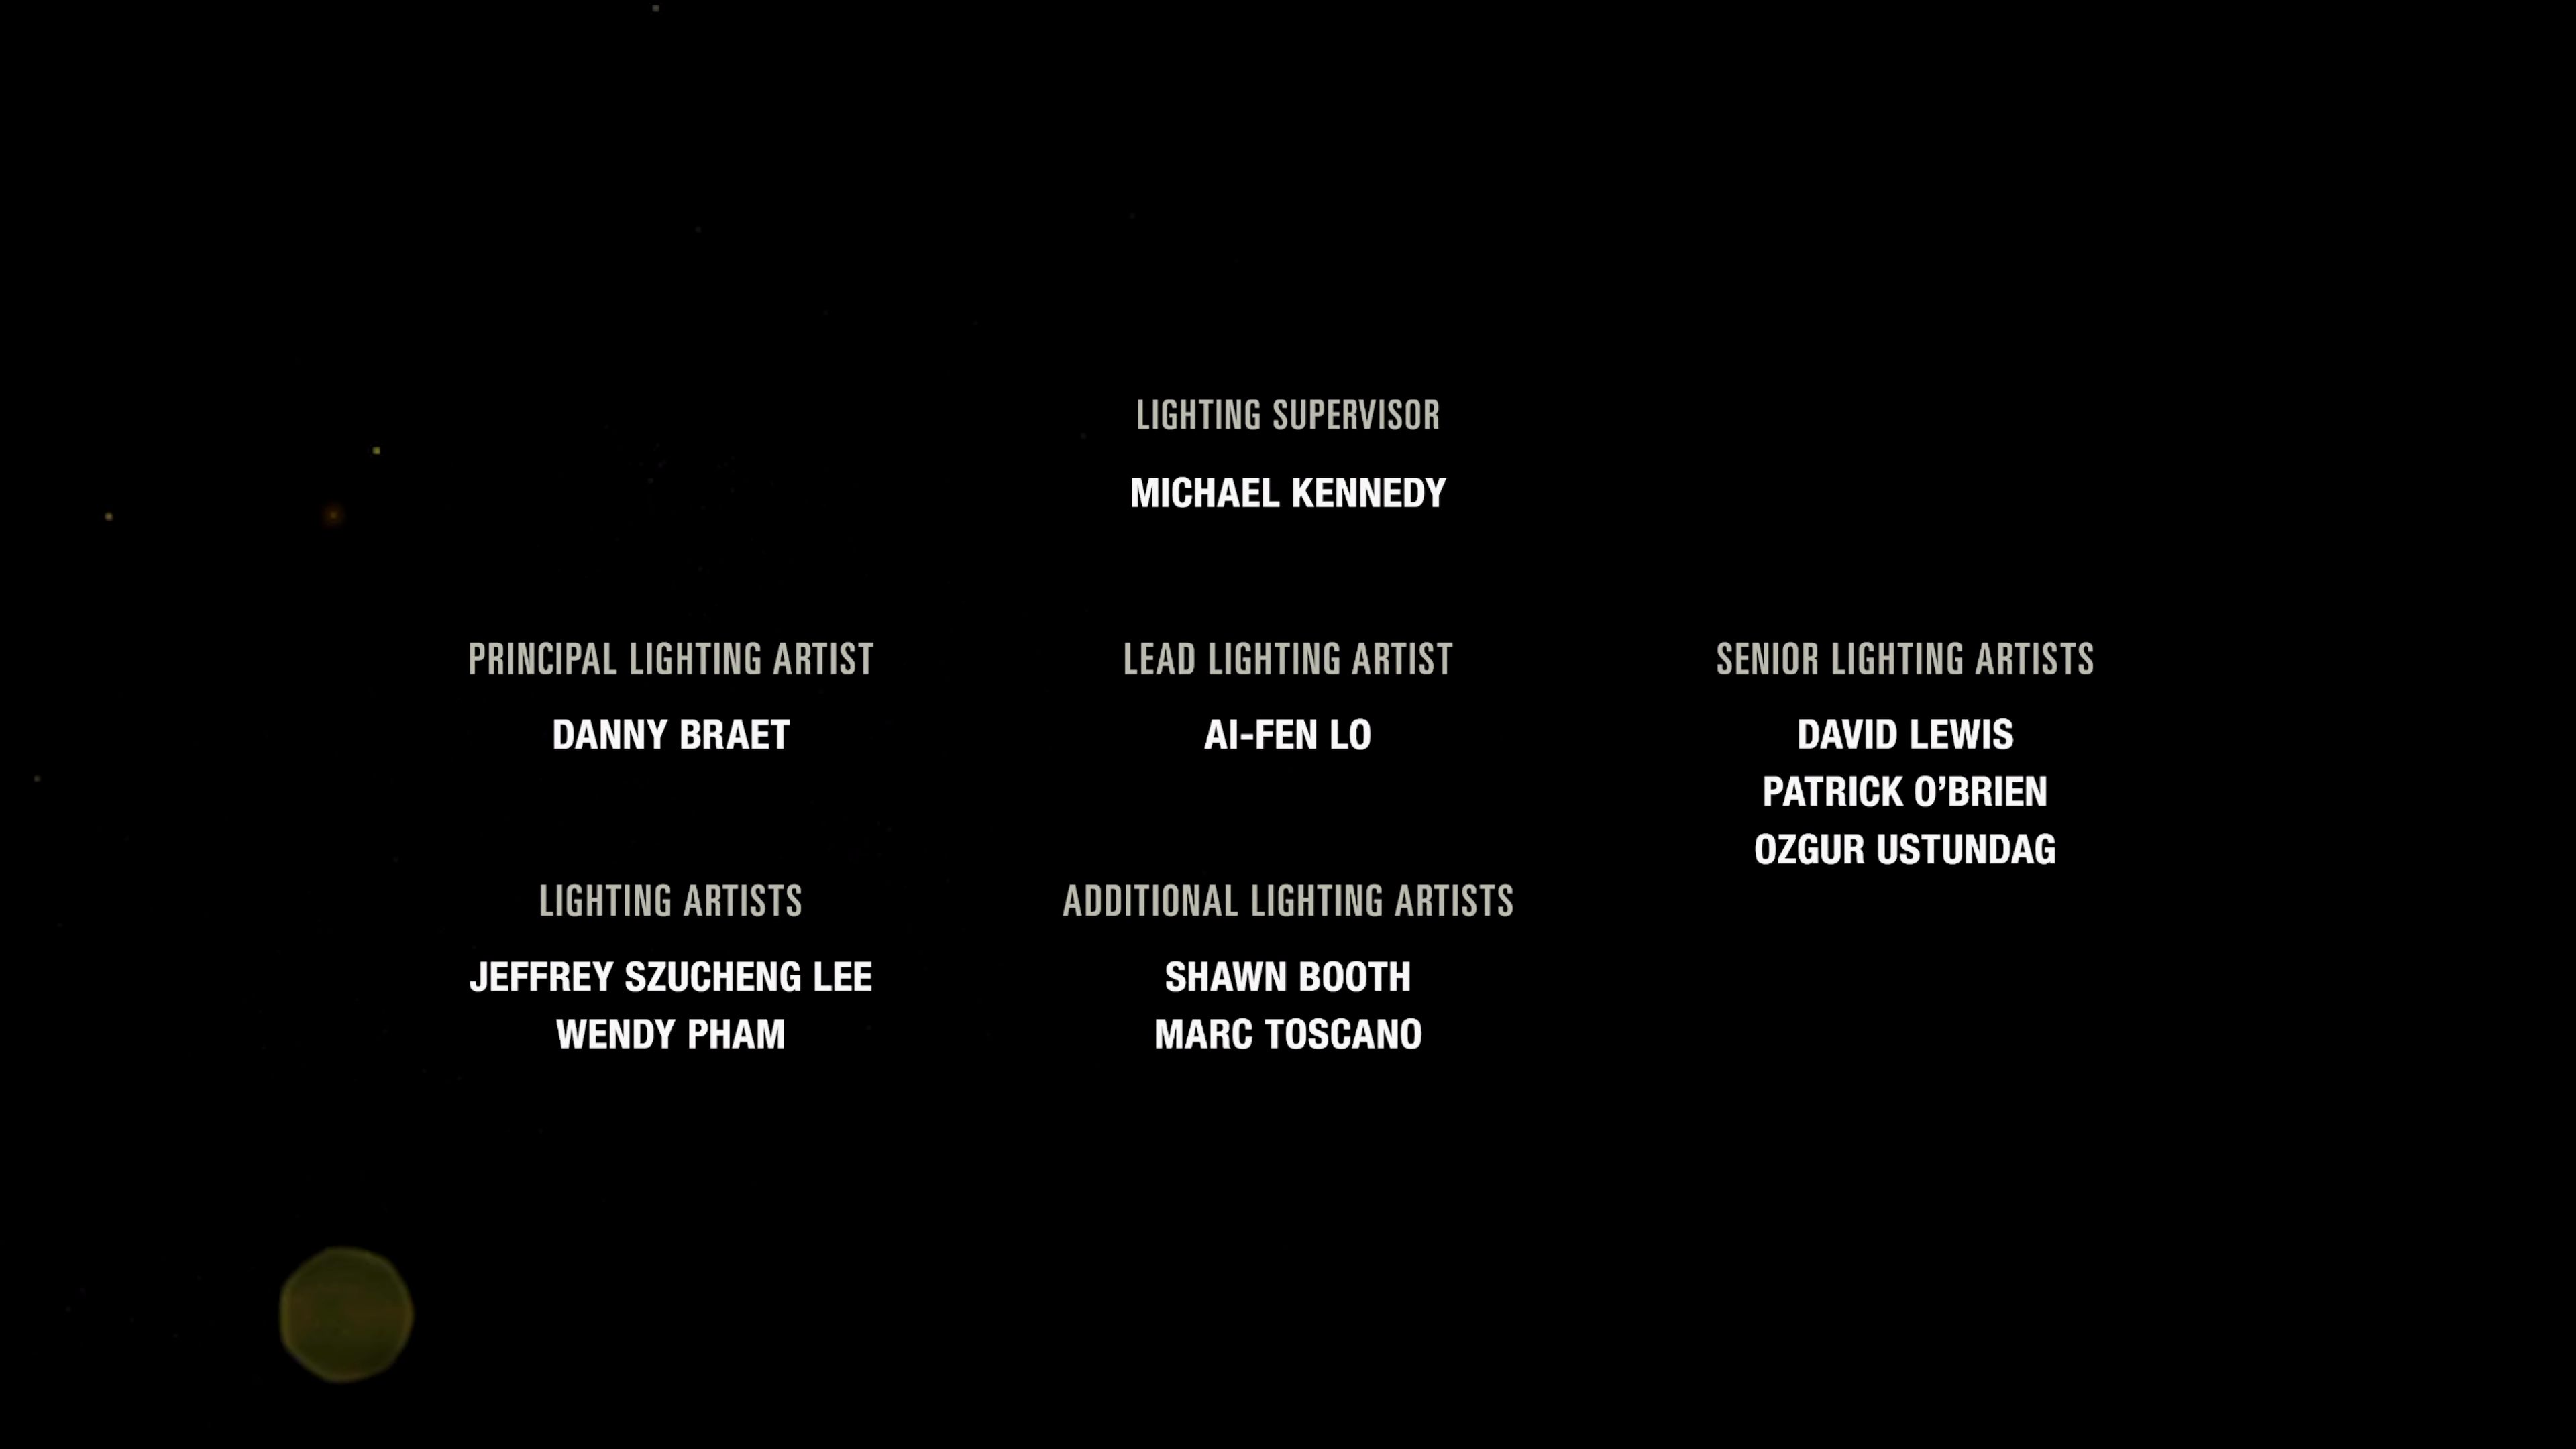 LIGHTING SUPERVISOR
MICHAEL KENNEDY
PRINCIPAL LIGHTING ARTIST
DANNY BRAET
LEAD LIGHTING ARTIST
AI-FEN LO
SENIOR LIGHTING ARTISTS
DAVID LEWIS
PATRICK O’BRIEN
OZGUR USTUNDAG
LIGHTING ARTISTS
JEFFREY SZUCHENG LEE
WENDY PHAM
ADDITIONAL LIGHTING ARTISTS
SHAWN BOOTH
MARC TOSCANO